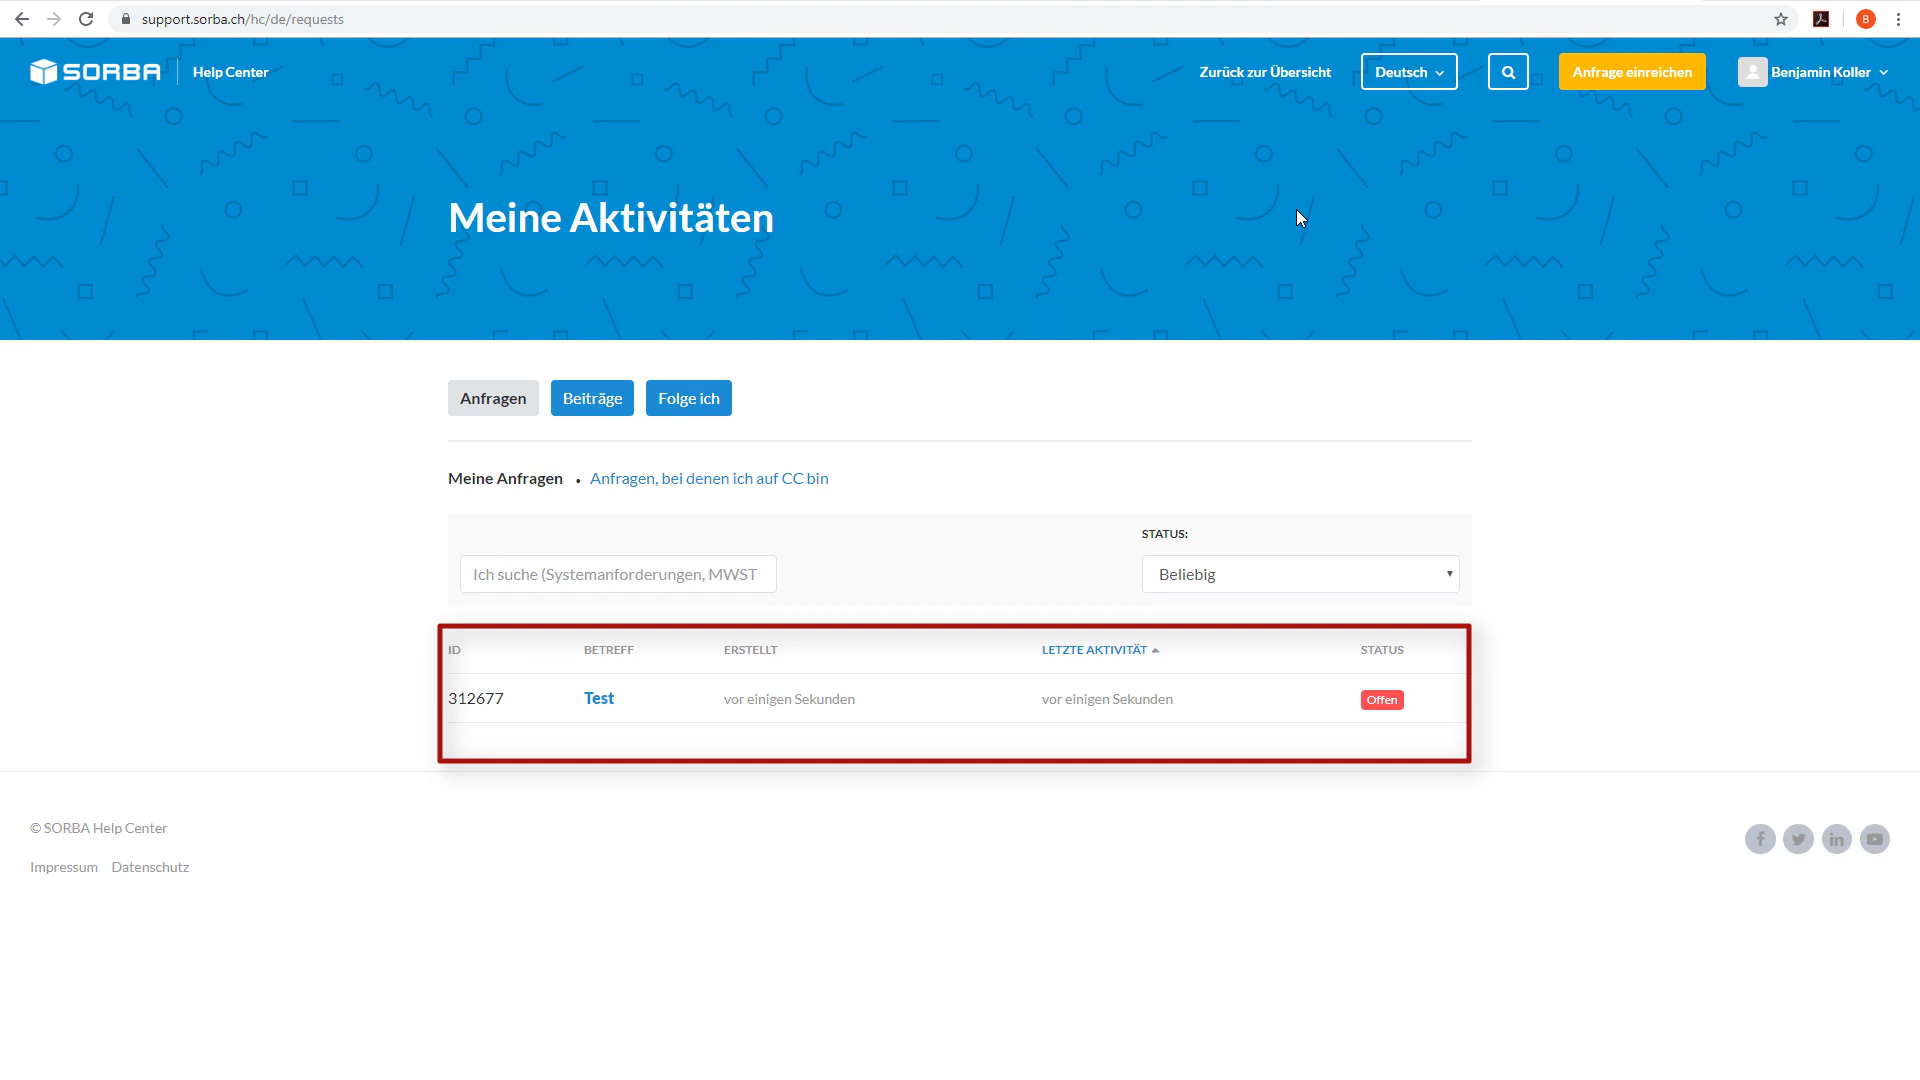 support.sorba.ch/hc/de/requests
B
SORBA Help Center
Zurück zur Übersicht
Deutsch
Anfrage einreichen
Benjamin Koller
Meine Aktivitäten
Anfragen
Beiträge
Folge ich
Meine Anfragen • Anfragen, bei denen ich auf CC bin
STATUS:
Ich suche (Systemanforderungen, MWST
Beliebig
ID BETREFF ERSTELLT LETZTE AKTIVITÄT STATUS
312677 Test vor einigen Sekunden vor einigen Sekunden Offen
© SORBA Help Center
Impressum Datenschutz